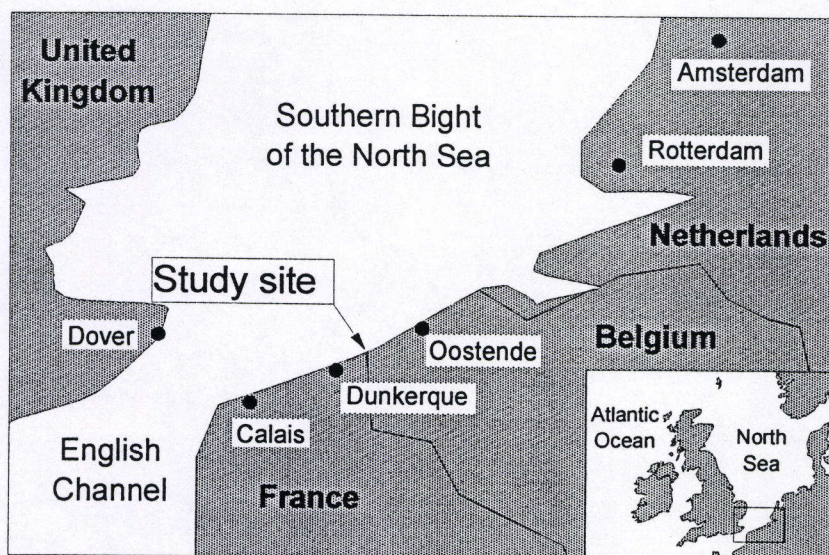 United
Kingdom
Southern Bight
of the North Sea
Amsterdam
Rotterdam
Netherlands
Study site
Dover
Oostende
Belgium
Dunkerque
Calais
English
Channel
France
Atlantic
Ocean
North
Sea